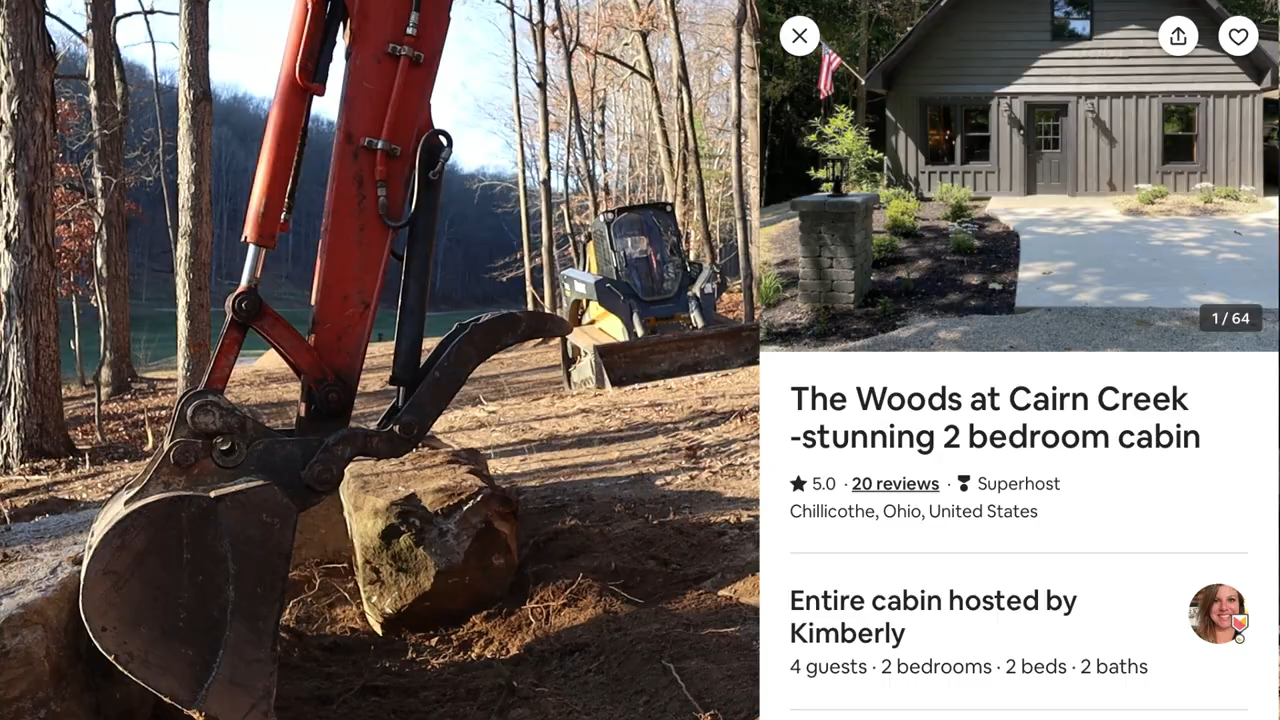 1 / 64
The Woods at Cairn Creek
-stunning 2 bedroom cabin
5.0 · 20 reviews · Superhost
Chillicothe, Ohio, United States
Entire cabin hosted by
Kimberly
4 guests · 2 bedrooms · 2 beds · 2 baths